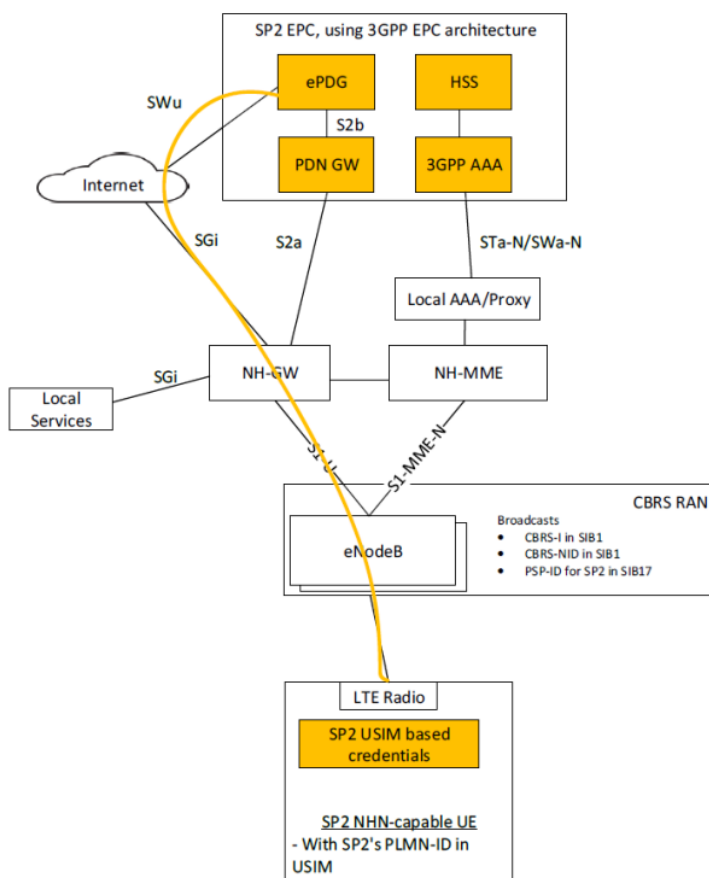 SP2 EPC, using 3GPP EPC architecture
ePDG
HSS
SWu
S2b
PDN GW
3GPP AAA
Internet
SGi
S2a
STa-N/SWa-N
Local AAA/Proxy
NH-GW
NH-MME
SGi
Local
Services
S1-U
S1-MME-N
CBRS RAN
Broadcasts
• CBRS-I in SIB1
• CBRS-NID in SIB1
• PSP-ID for SP2 in SIB17
eNodeB
LTE Radio
SP2 USIM based
credentials
SP2 NHN-capable UE
- With SP2's PLMN-ID in
USIM